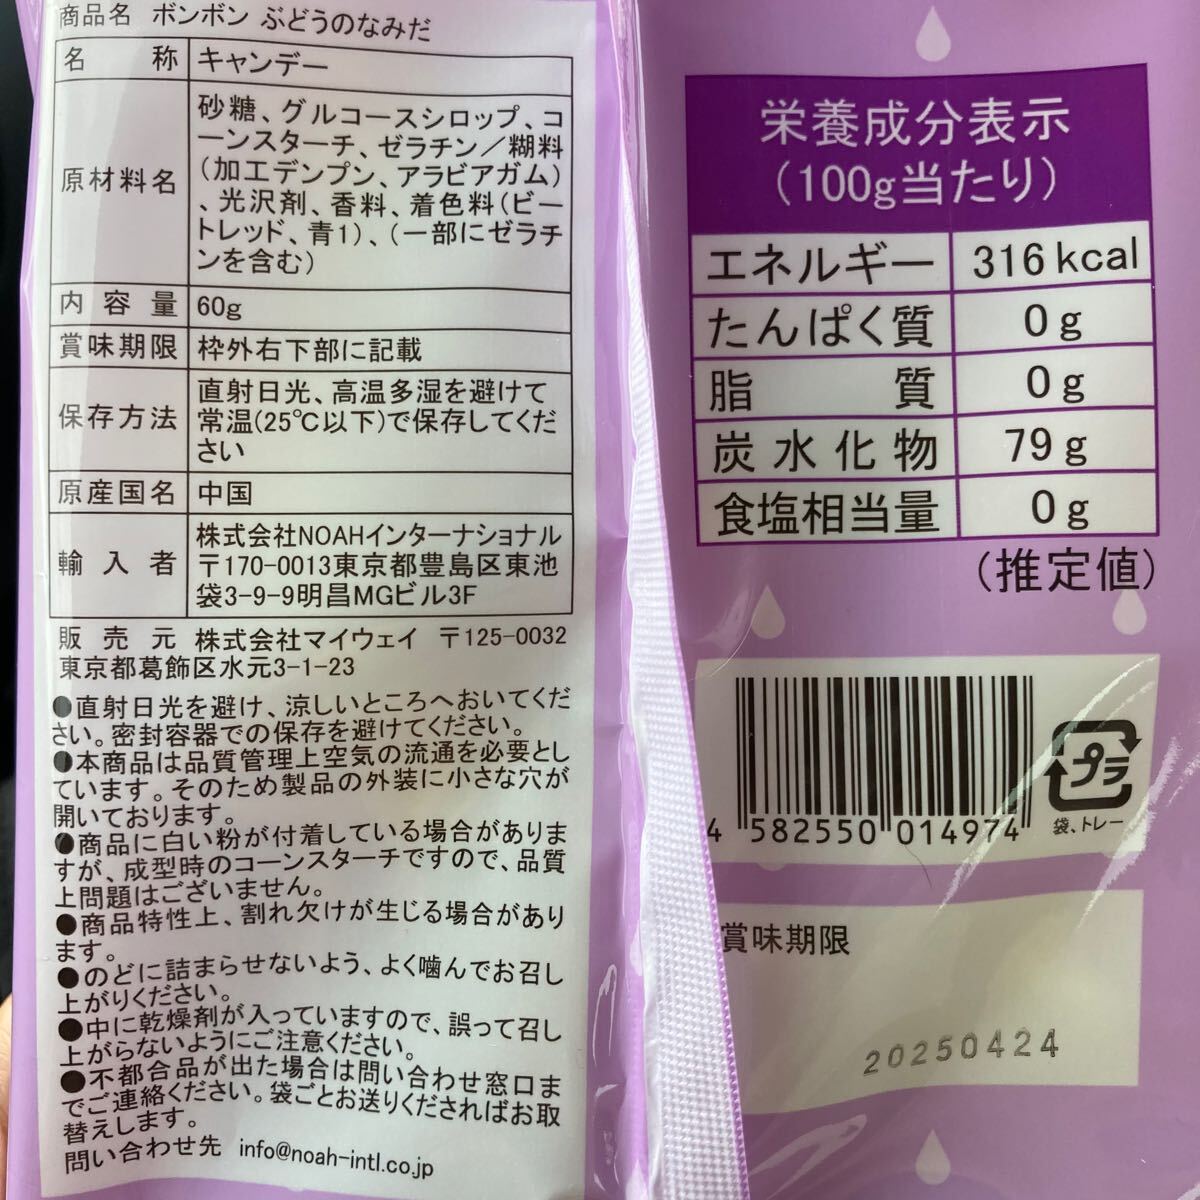 商品名 ボンボン ぶどうのなみだ
名称 キャンデー
原材料名 砂糖、グルコースシロップ、コ
ーンスターチ、ゼラチン／糊料
(加工デンプン、アラビアガム)
、光沢剤、香料、着色料(ビー
トレッド、青1)、(一部にゼラチ
ンを含む)
内容量 60g
賞味期限 枠外右下部に記載
保存方法 直射日光、高温多湿を避けて
常温(25℃以下)で保存してくだ
さい
原産国名 中国
輸入者 株式会社NOAHインターナショナル
〒170-0013東京都豊島区東池
袋3-9-9明昌MGビル3F
販売元 株式会社マイウェイ 〒125-0032
東京都葛飾区水元3-1-23
●直射日光を避け、涼しいところへおいてくだ
さい。密封容器での保存を避けてください。
●本商品は品質管理上空気の流通を必要とし
ています。そのため製品の外装に小さな穴が
開いております。
●商品に白い粉が付着している場合がありま
すが、成型時のコーンスターチですので、品質
上問題はございません。
●商品特性上、割れ欠けが生じる場合があり
ます。
●のどに詰まらせないよう、よく噛んでお召し
上がりください。
●中に乾燥剤が入っていますので、誤って召し
上がらないようにご注意ください。
●不都合品が出た場合は問い合わせ窓口ま
でご連絡ください。袋ごとお送りくださればお取
替えします。
問い合わせ先 info@noah-intl.co.jp
栄養成分表示
(100g当たり)
エネルギー 316kcal
たんぱく質 0g
脂質 0g
炭水化物 79g
食塩相当量 0g
(推定値)
4 582550 014974
プラ
袋、トレー
賞味期限
20250424